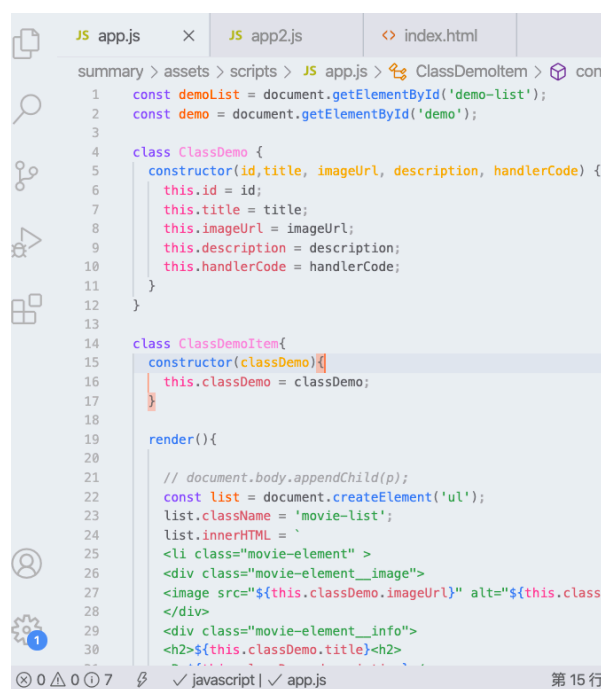 JS app.js × JS app2.js <> index.html
summary > assets > scripts > JS app.js > ClassDemoItem > con
1 const demoList = document.getElementById('demo-list');
2 const demo = document.getElementById('demo');
3
4 class ClassDemo {
5 constructor(id,title, imageUrl, description, handlerCode) {
6 this.id = id;
7 this.title = title;
8 this.imageUrl = imageUrl;
9 this.description = description;
10 this.handlerCode = handlerCode;
11 }
12 }
13
14 class ClassDemoItem{
15 constructor(classDemo){
16 this.classDemo = classDemo;
17 }
18
19 render(){
20
21 // document.body.appendChild(p);
22 const list = document.createElement('ul');
23 list.className = 'movie-list';
24 list.innerHTML = `
25 <li class="movie-element" >
26 <div class="movie-element__image">
27 <image src="${this.classDemo.imageUrl}" alt="${this.class
28 </div>
29 <div class="movie-element__info">
30 <h2>${this.classDemo.title}<h2>
1
0 0 7 javascript | app.js 第 15 行